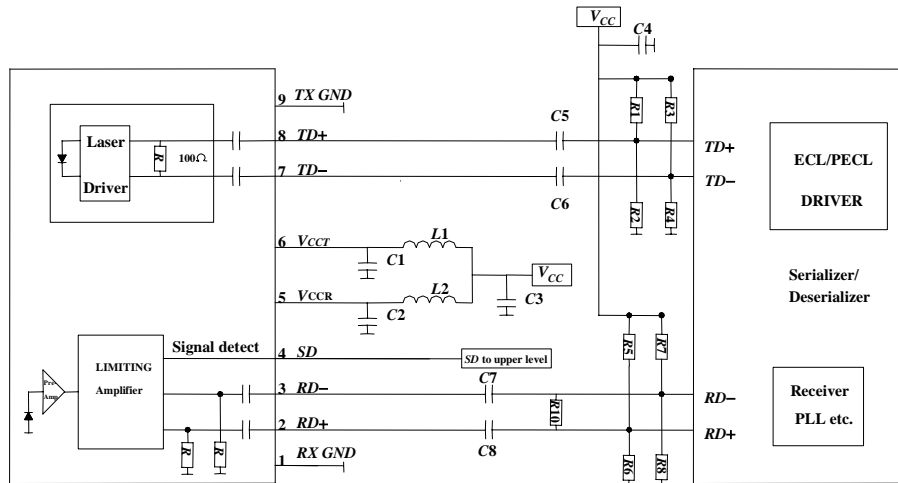 VCC
C4
9 TX GND
R1 R3
C5
Laser
Driver
R
100Ω
8 TD+
TD+
7 TD−
TD−
C6
R2 R4
ECL/PECL
DRIVER
6 VCCT
L1
C1
VCC
5 VCCR
L2
C2
C3
Serializer/
Deserializer
R5 R7
Signal detect
4 SD
SD to upper level
LIMITING
Amplifier
Pre
Amp
3 RD−
C7
R10
RD−
Receiver
PLL etc.
2 RD+
C8
RD+
R R
R6 R8
1 RX GND